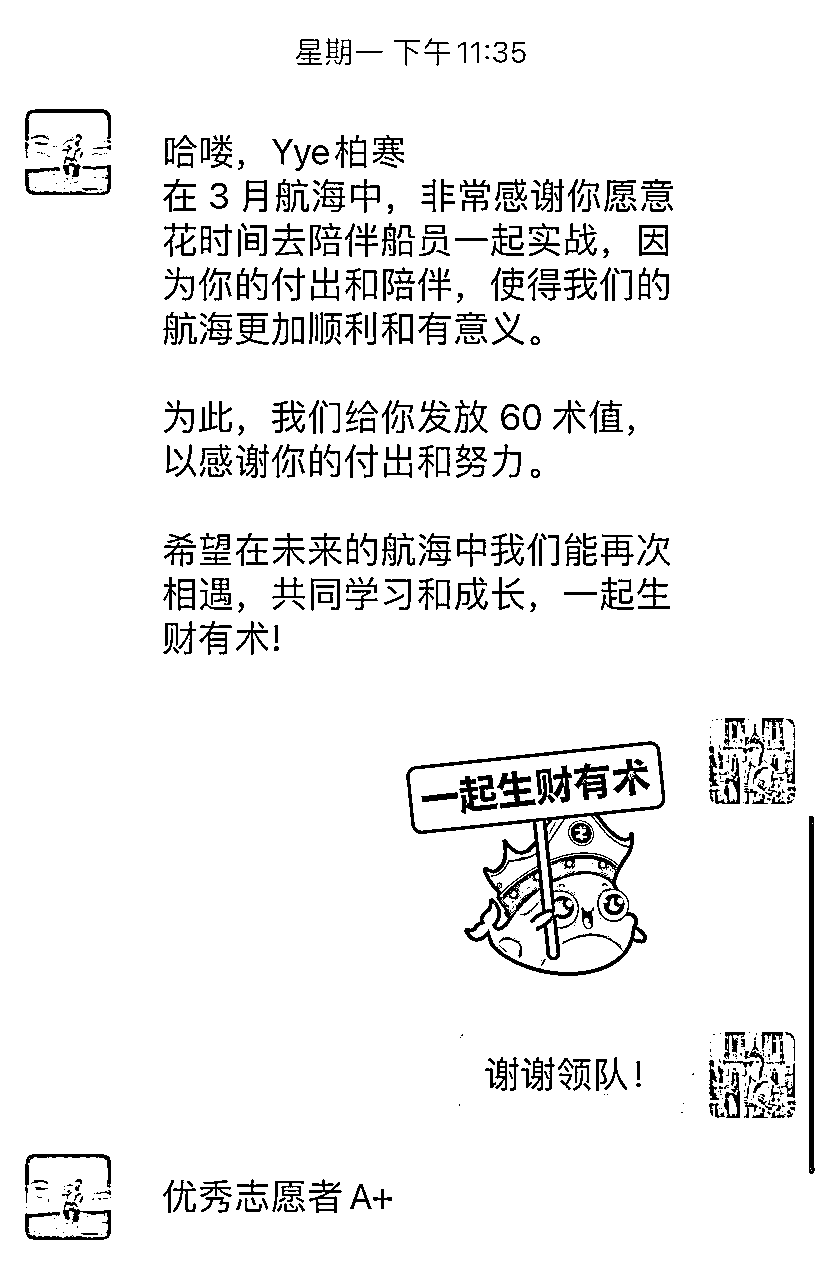 星期一 下午11:35
哈喽，Yye柏寒
在 3 月航海中，非常感谢你愿意
花时间去陪伴船员一起实战，因
为你的付出和陪伴，使得我们的
航海更加顺利和有意义。
为此，我们给你发放 60 术值，
以感谢你的付出和努力。
希望在未来的航海中我们能再次
相遇，共同学习和成长，一起生
财有术!
一起生财有术
谢谢领队！
优秀志愿者 A+